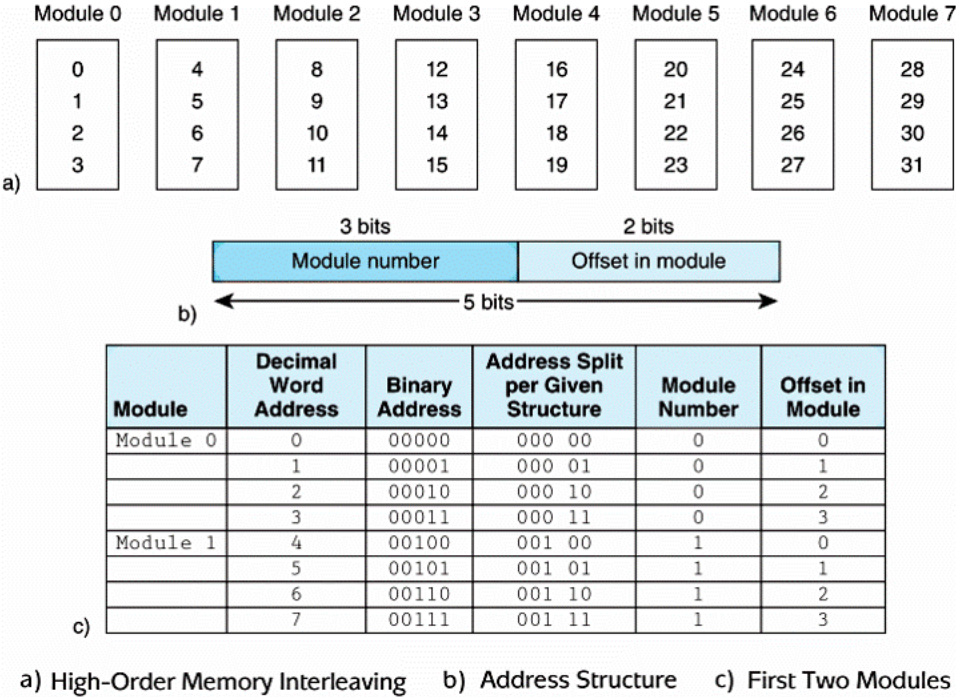 Module 0 Module 1 Module 2 Module 3 Module 4 Module 5 Module 6 Module 7
0 4 8 12 16 20 24 28
1 5 9 13 17 21 25 29
2 6 10 14 18 22 26 30
3 7 11 15 19 23 27 31
a)
3 bits 2 bits
Module number Offset in module
5 bits
b)
Module Decimal Word Address Binary Address Address Split per Given Structure Module Number Offset in Module
Module 0 0 00000 000 00 0 0
1 00001 000 01 0 1
2 00010 000 10 0 2
3 00011 000 11 0 3
Module 1 4 00100 001 00 1 0
5 00101 001 01 1 1
6 00110 001 10 1 2
7 00111 001 11 1 3
c)
a) High-Order Memory Interleaving b) Address Structure c) First Two Modules